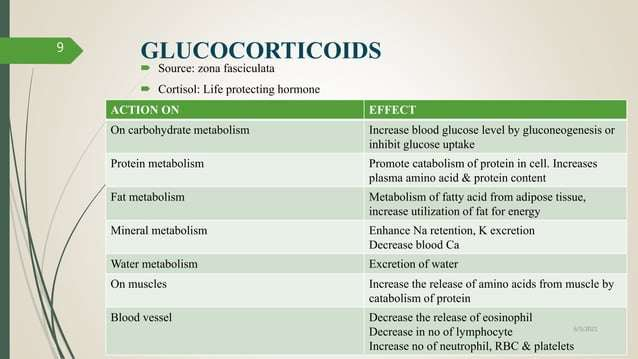 9
GLUCOCORTICOIDS
Source: zona fasciculata
Cortisol: Life protecting hormone
ACTION ON EFFECT
On carbohydrate metabolism Increase blood glucose level by gluconeogenesis or
inhibit glucose uptake
Protein metabolism Promote catabolism of protein in cell. Increases
plasma amino acid & protein content
Fat metabolism Metabolism of fatty acid from adipose tissue,
increase utilization of fat for energy
Mineral metabolism Enhance Na retention, K excretion
Decrease blood Ca
Water metabolism Excretion of water
On muscles Increase the release of amino acids from muscle by
catabolism of protein
Blood vessel Decrease the release of eosinophil
Decrease in no of lymphocyte
Increase no of neutrophil, RBC & platelets